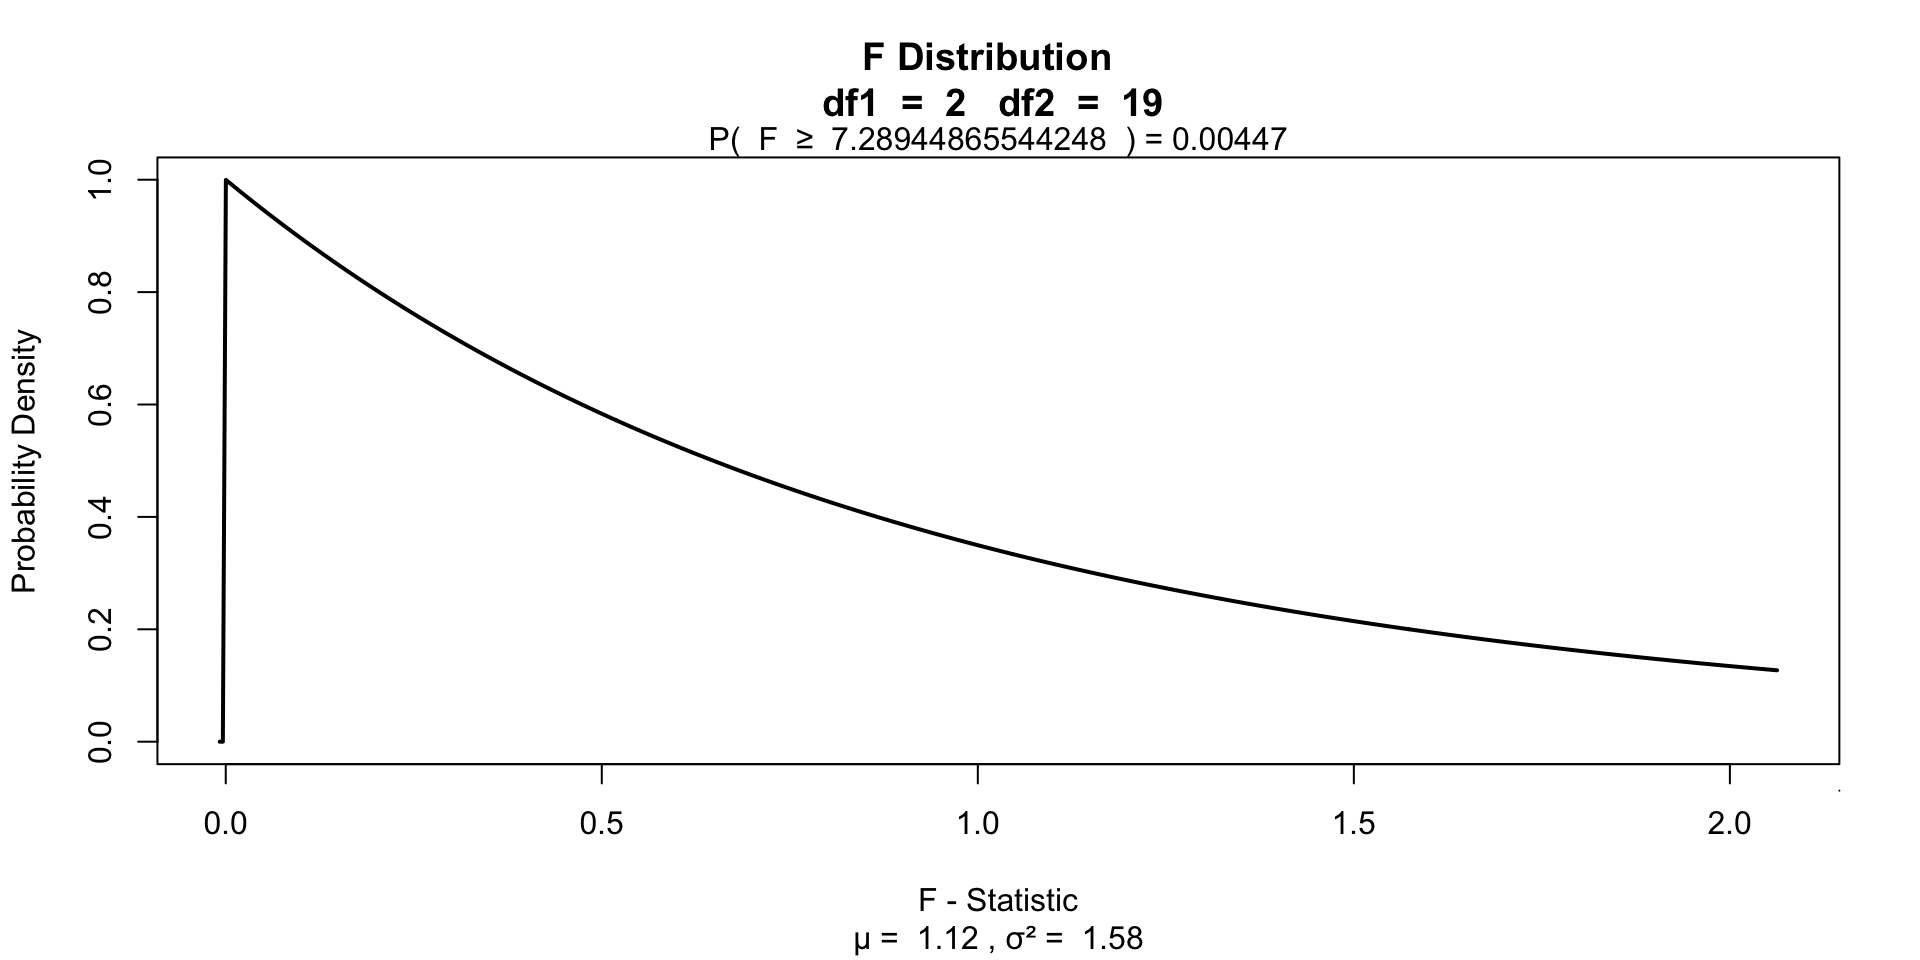 F Distribution
df1 = 2 df2 = 19
P( F ≥ 7.28944865544248 ) = 0.00447
Probability Density
1.0
0.8
0.6
0.4
0.2
0.0
0.0 0.5 1.0 1.5 2.0
F - Statistic
μ = 1.12 , σ² = 1.58